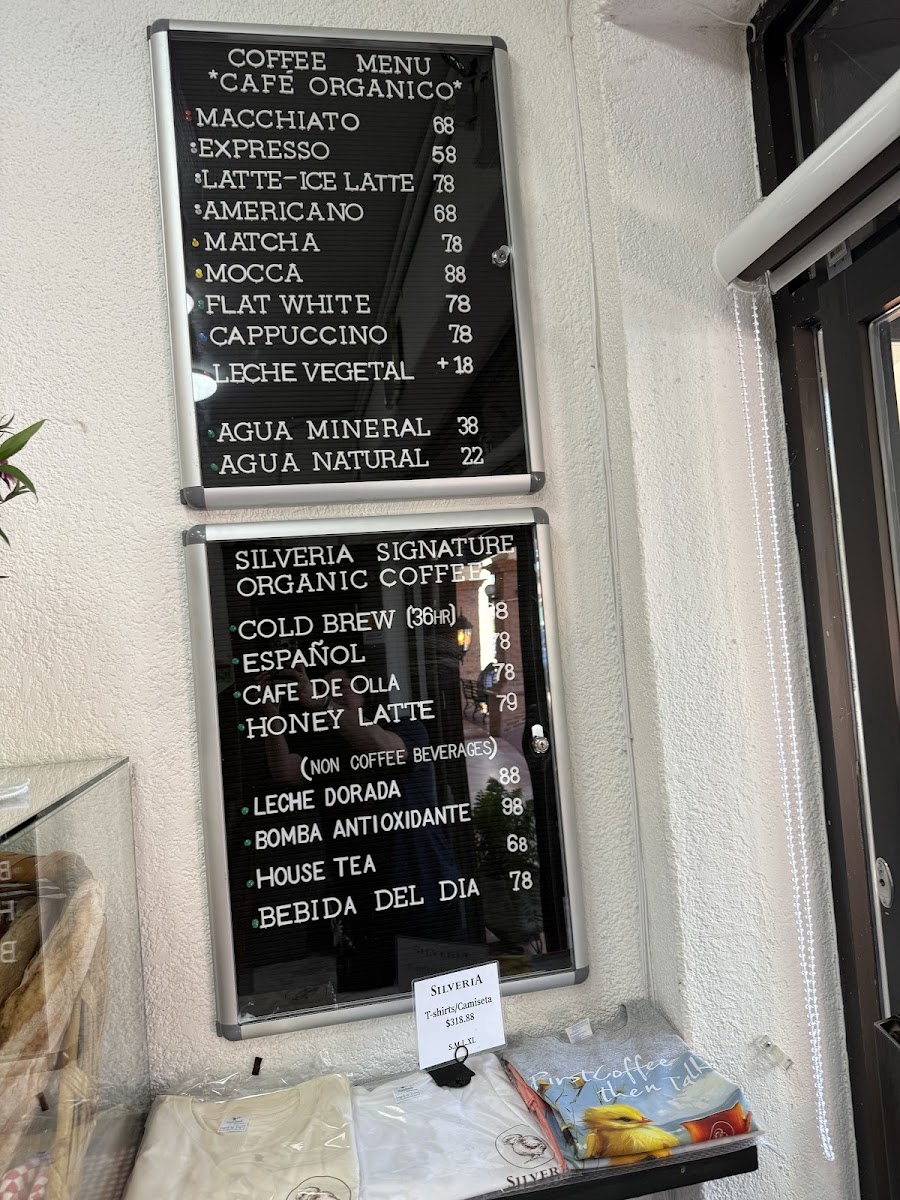 COFFEE MENU
*CAFÉ ORGANICO*
MACCHIATO 68
EXPRESSO 58
LATTE-ICE LATTE 78
AMERICANO 68
MATCHA 78
MOCCA 88
FLAT WHITE 78
CAPPUCCINO 78
LECHE VEGETAL +18
AGUA MINERAL 38
AGUA NATURAL 22
SILVERIA SIGNATURE
ORGANIC COFFEE
COLD BREW (36HR)
ESPAÑOL 78
CAFE DE OLLA 78
HONEY LATTE 79
(NON COFFEE BEVERAGES)
LECHE DORADA 88
BOMBA ANTIOXIDANTE 98
HOUSE TEA 68
BEBIDA DEL DIA 78
SILVERIA
T-shirts/Camiseta
$318.88
S,M,L,XL
First Coffee
then Talk
SILVER